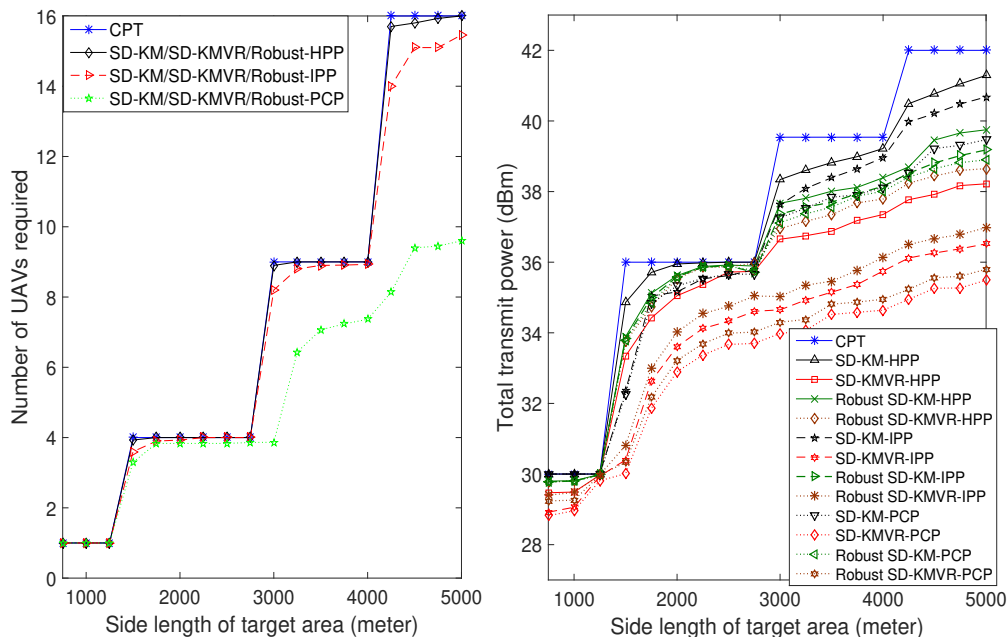 16
14
12
10
8
6
4
2
0
Number of UAVs required
CPT
SD-KM/SD-KMVR/Robust-HPP
SD-KM/SD-KMVR/Robust-IPP
SD-KM/SD-KMVR/Robust-PCP
1000 2000 3000 4000 5000
Side length of target area (meter)
42
40
38
36
34
32
30
28
Total transmit power (dBm)
CPT
SD-KM-HPP
SD-KMVR-HPP
Robust SD-KM-HPP
Robust SD-KMVR-HPP
SD-KM-IPP
SD-KMVR-IPP
Robust SD-KM-IPP
Robust SD-KMVR-IPP
SD-KM-PCP
SD-KMVR-PCP
Robust SD-KM-PCP
Robust SD-KMVR-PCP
1000 2000 3000 4000 5000
Side length of target area (meter)